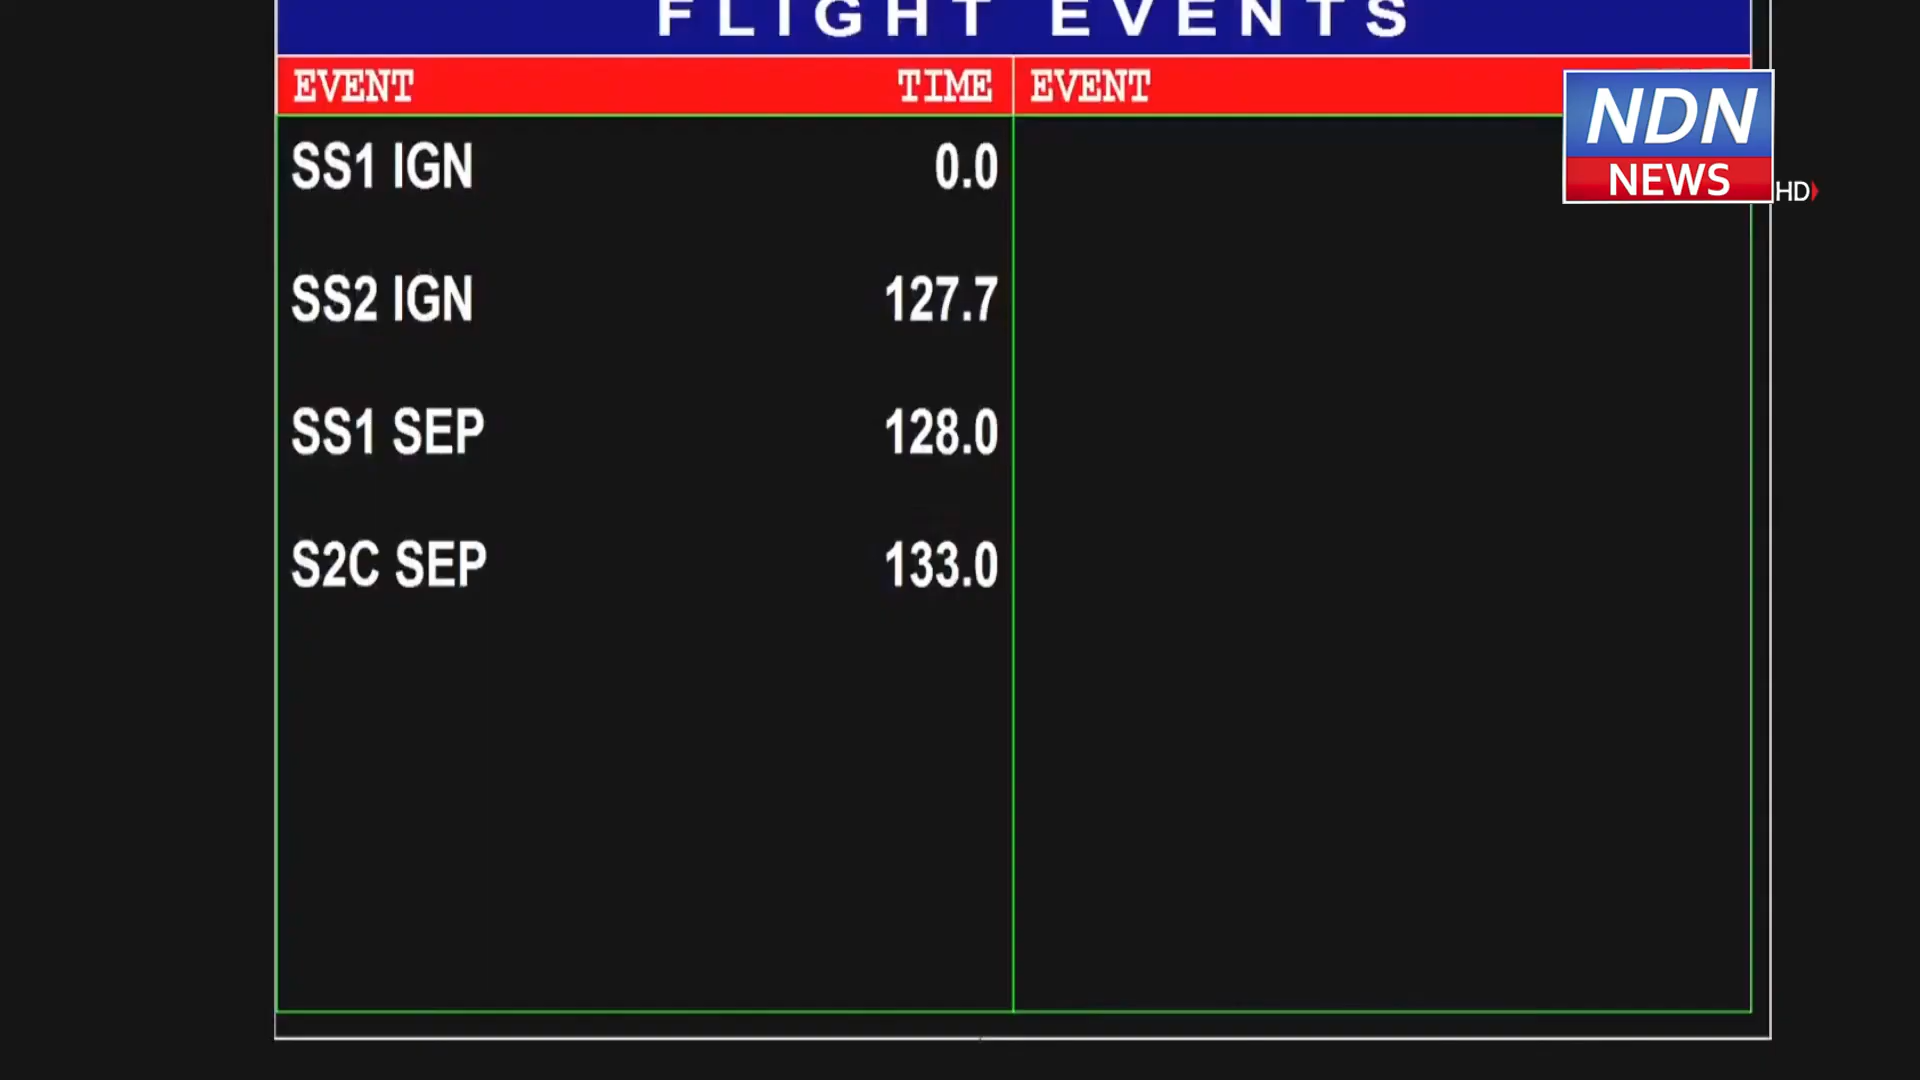 FLIGHT EVENTS
EVENT TIME EVENT
SS1 IGN 0.0
SS2 IGN 127.7
SS1 SEP 128.0
S2C SEP 133.0
NDN
NEWS
HD